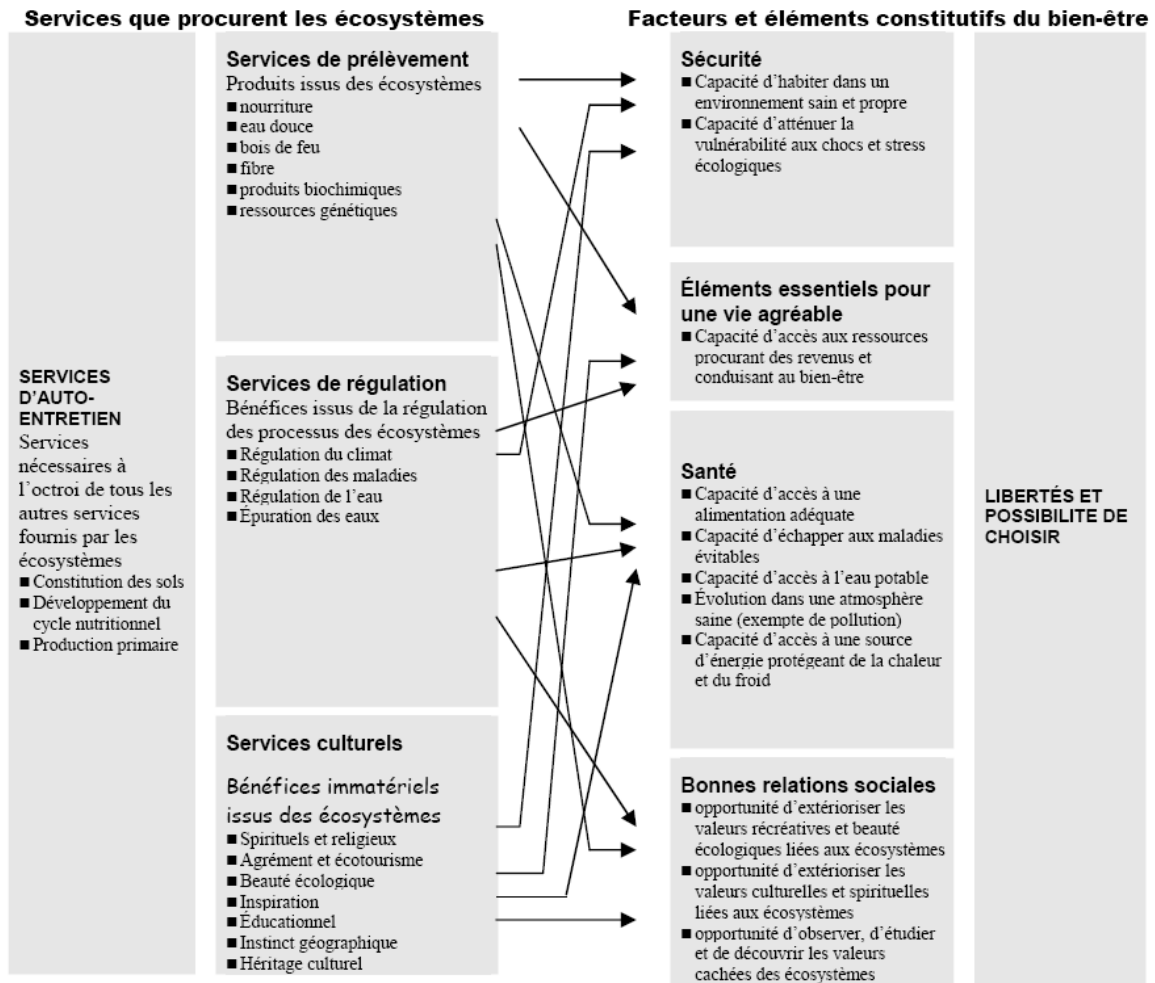 Services que procurent les écosystèmes
Facteurs et éléments constitutifs du bien-être
SERVICES
D'AUTO-
ENTRETIEN
Services
nécessaires à
l'octroi de tous les
autres services
fournis par les
écosystèmes
■ Constitution des sols
■ Développement du
cycle nutritionnel
■ Production primaire
Services de prélèvement
Produits issus des écosystèmes
■ nourriture
■ eau douce
■ bois de feu
■ fibre
■ produits biochimiques
■ ressources génétiques
Services de régulation
Bénéfices issus de la régulation
des processus des écosystèmes
■ Régulation du climat
■ Régulation des maladies
■ Régulation de l'eau
■ Épuration des eaux
Services culturels
Bénéfices immatériels
issus des écosystèmes
■ Spirituels et religieux
■ Agrément et écotourisme
■ Beauté écologique
■ Inspiration
■ Éducationnel
■ Instinct géographique
■ Héritage culturel
Sécurité
■ Capacité d'habiter dans un
environnement sain et propre
■ Capacité d'atténuer la
vulnérabilité aux chocs et stress
écologiques
Éléments essentiels pour
une vie agréable
■ Capacité d'accès aux ressources
procurant des revenus et
conduisant au bien-être
Santé
■ Capacité d'accès à une
alimentation adéquate
■ Capacité d'échapper aux maladies
évitables
■ Capacité d'accès à l'eau potable
■ Évolution dans une atmosphère
saine (exempte de pollution)
■ Capacité d'accès à une source
d'énergie protégeant de la chaleur
et du froid
Bonnes relations sociales
■ opportunité d'extérioriser les
valeurs récréatives et beauté
écologiques liées aux écosystèmes
■ opportunité d'extérioriser les
valeurs culturelles et spirituelles
liées aux écosystèmes
■ opportunité d'observer, d'étudier
et de découvrir les valeurs
cachées des écosystèmes
LIBERTÉS ET
POSSIBILITE DE
CHOISIR